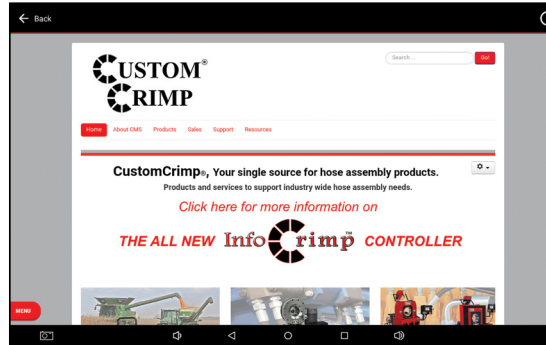 Back
CUSTOM®
CRIMP
Search ...
Go!
Home About CMS Products Sales Support Resources
CustomCrimp®, Your single source for hose assembly products.
Products and services to support industry wide hose assembly needs.
Click here for more information on
THE ALL NEW InfoCrimp™ CONTROLLER
MENU